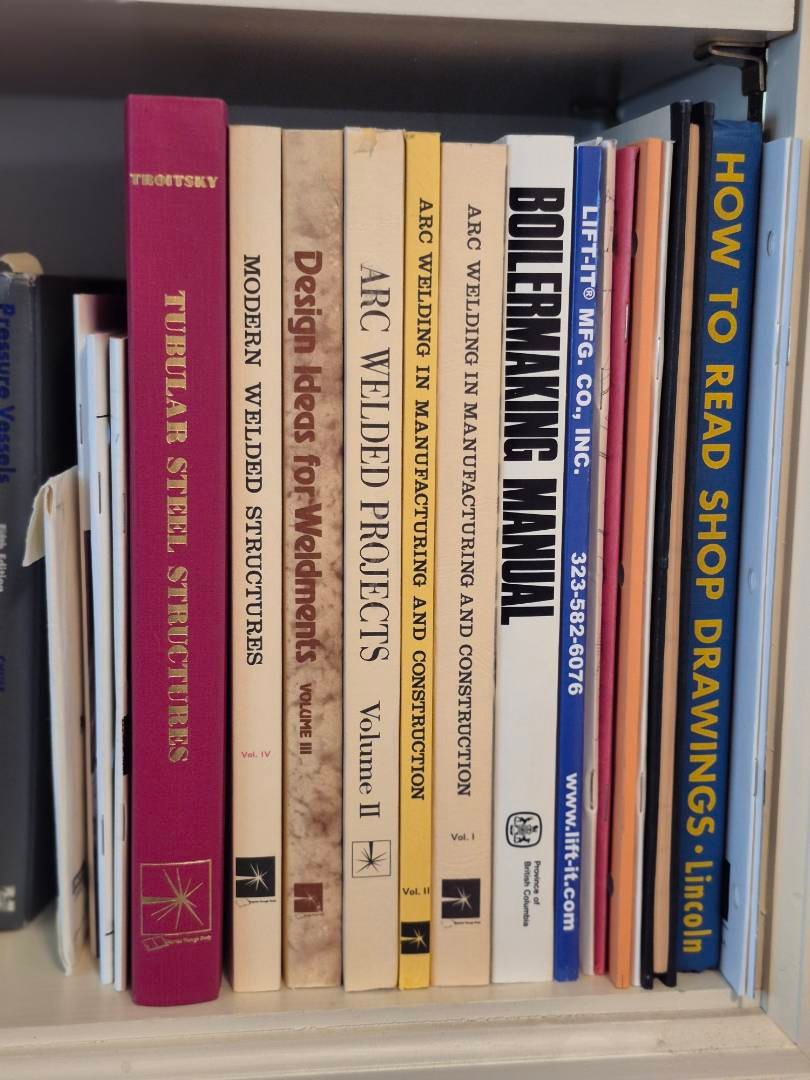 Pressure Vessels
Fifth Edition
TROITSKY
TUBULAR STEEL STRUCTURES
MODERN WELDED STRUCTURES
Vol. IV
Design Ideas for Weldments
VOLUME III
ARC WELDED PROJECTS
Volume II
ARC WELDING IN MANUFACTURING AND CONSTRUCTION
Vol. II
ARC WELDING IN MANUFACTURING AND CONSTRUCTION
Vol. I
BOILERMAKING MANUAL
Province of
British Columbia
LIFT-IT® MFG. CO., INC.
323-582-6076
www.lift-it.com
HOW TO READ SHOP DRAWINGS • Lincoln